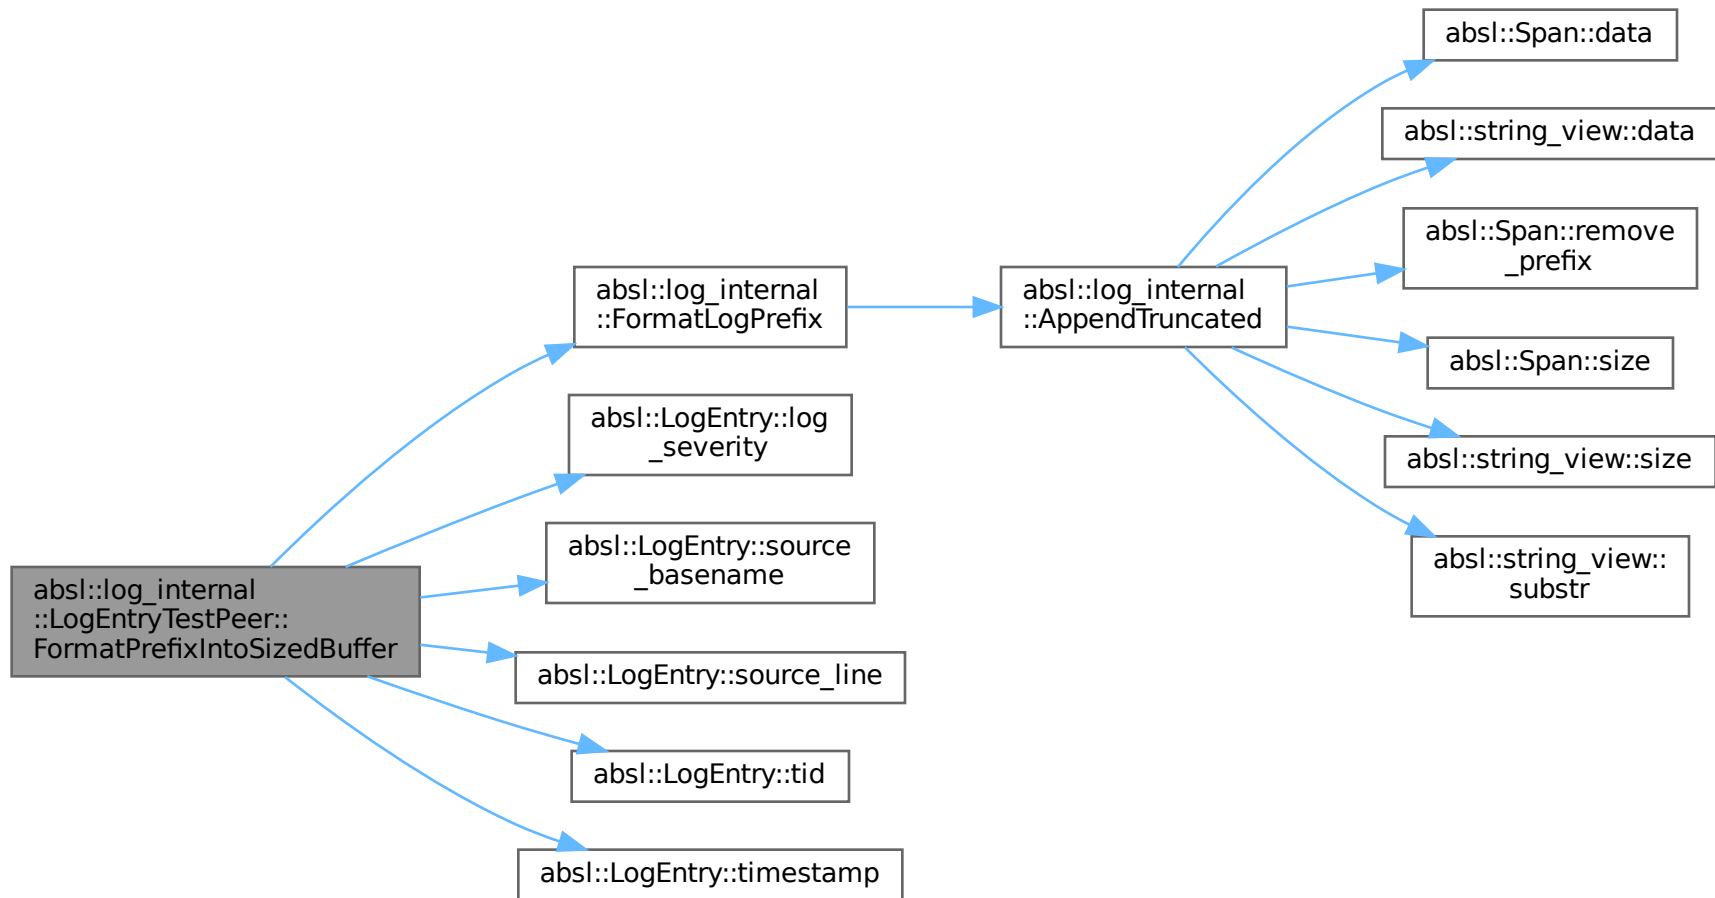 absl::log_internal
::LogEntryTestPeer::
FormatPrefixIntoSizedBuffer
absl::log_internal
::FormatLogPrefix
absl::LogEntry::log
_severity
absl::LogEntry::source
_basename
absl::LogEntry::source_line
absl::LogEntry::tid
absl::LogEntry::timestamp
absl::log_internal
::AppendTruncated
absl::Span::data
absl::string_view::data
absl::Span::remove
_prefix
absl::Span::size
absl::string_view::size
absl::string_view::
substr